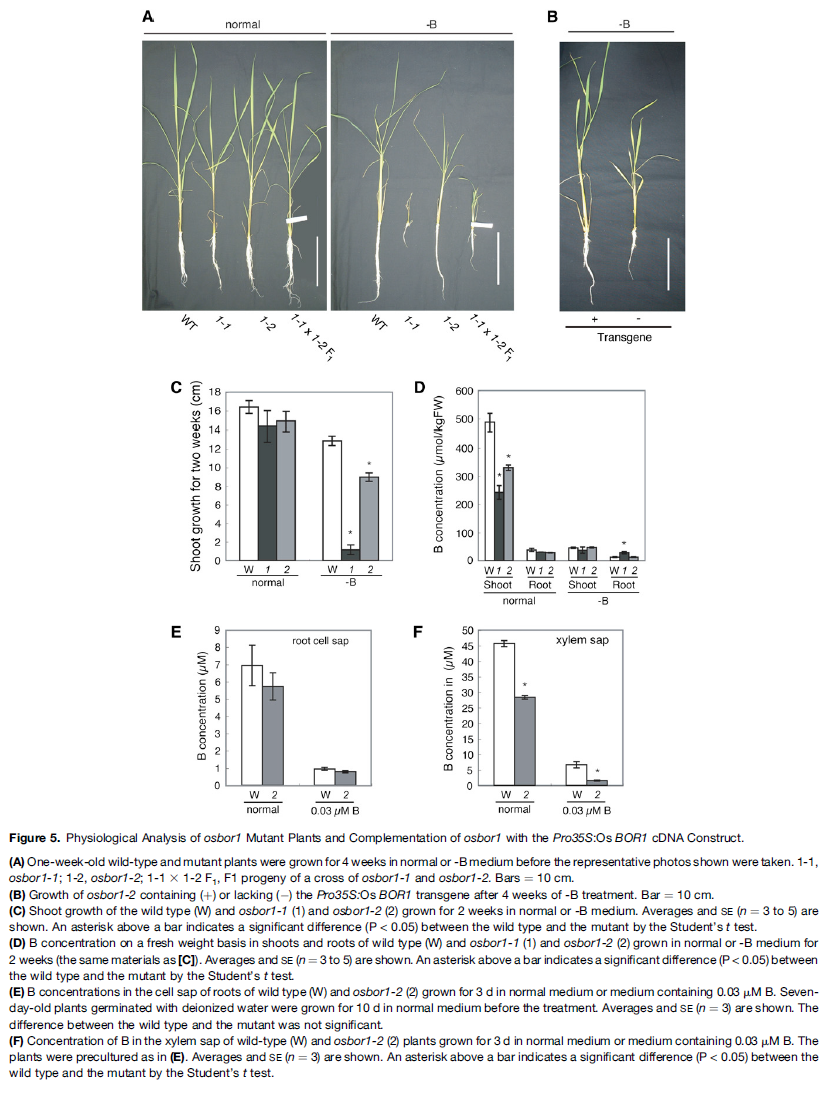 A
B
normal
-B
-B
WT
1-1
1-2
1-1 x 1-2 F1
WT
1-1
1-2
1-1 x 1-2 F1
+
-
Transgene
C
Shoot growth for two weeks (cm)
18
16
14
12
10
8
6
4
2
0
*
*
W 1 2
W 1 2
normal
-B
D
B concentration (µmol/kgFW)
600
500
400
300
200
100
0
*
*
*
W 1 2 W 1 2 W 1 2 W 1 2
Shoot Root Shoot Root
normal -B
E
root cell sap
B concentration (µM)
9
8
7
6
5
4
3
2
1
0
W 2 W 2
normal 0.03 µM B
F
xylem sap
B concentration in (µM)
50
45
40
35
30
25
20
15
10
5
0
*
*
W 2 W 2
normal 0.03 µM B
Figure 5. Physiological Analysis of osbor1 Mutant Plants and Complementation of osbor1 with the Pro35S:Os BOR1 cDNA Construct.
(A) One-week-old wild-type and mutant plants were grown for 4 weeks in normal or -B medium before the representative photos shown were taken. 1-1,
osbor1-1; 1-2, osbor1-2; 1-1 × 1-2 F1, F1 progeny of a cross of osbor1-1 and osbor1-2. Bars = 10 cm.
(B) Growth of osbor1-2 containing (+) or lacking (−) the Pro35S:Os BOR1 transgene after 4 weeks of -B treatment. Bar = 10 cm.
(C) Shoot growth of the wild type (W) and osbor1-1 (1) and osbor1-2 (2) grown for 2 weeks in normal or -B medium. Averages and SE (n = 3 to 5) are
shown. An asterisk above a bar indicates a significant difference (P < 0.05) between the wild type and the mutant by the Student's t test.
(D) B concentration on a fresh weight basis in shoots and roots of wild type (W) and osbor1-1 (1) and osbor1-2 (2) grown in normal or -B medium for
2 weeks (the same materials as [C]). Averages and SE (n = 3 to 5) are shown. An asterisk above a bar indicates a significant difference (P < 0.05) between
the wild type and the mutant by the Student's t test.
(E) B concentrations in the cell sap of roots of wild type (W) and osbor1-2 (2) grown for 3 d in normal medium or medium containing 0.03 µM B. Seven-
day-old plants germinated with deionized water were grown for 10 d in normal medium before the treatment. Averages and SE (n = 3) are shown. The
difference between the wild type and the mutant was not significant.
(F) Concentration of B in the xylem sap of wild-type (W) and osbor1-2 (2) plants grown for 3 d in normal medium or medium containing 0.03 µM B. The
plants were precultured as in (E). Averages and SE (n = 3) are shown. An asterisk above a bar indicates a significant difference (P < 0.05) between the
wild type and the mutant by the Student's t test.